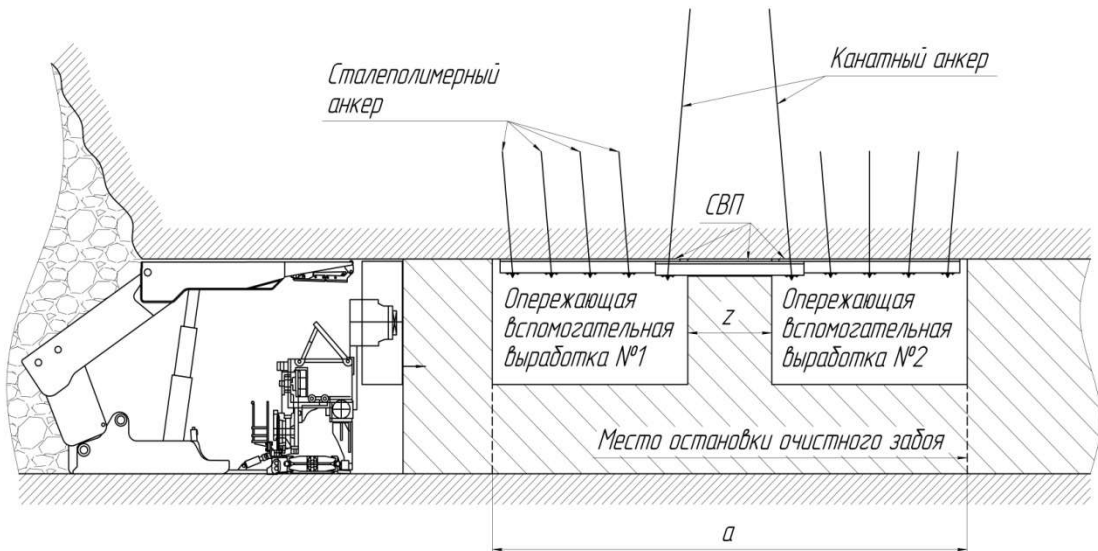 Сталеполимерный
анкер
Канатный анкер
СВП
Опережающая
вспомогательная
выработка №1
z
Опережающая
вспомогательная
выработка №2
Место остановки очистного забоя
a